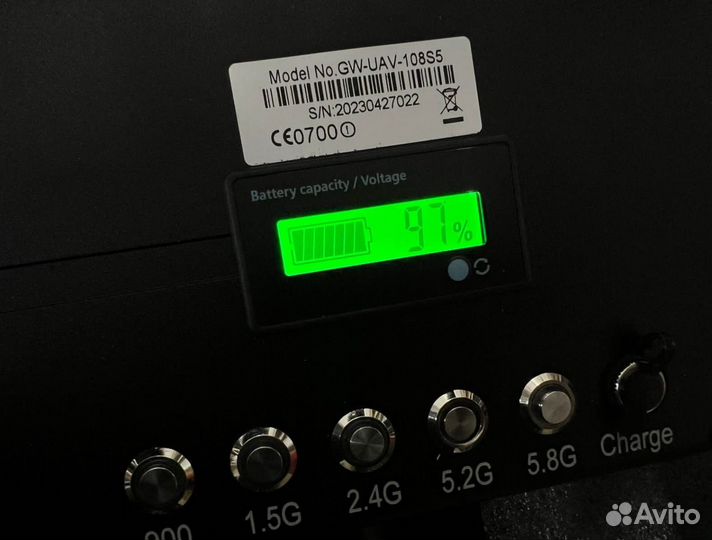 Model No.GW-UAV-108S5
S/N:20230427022
CE0700
Battery capacity / Voltage
97%
1.5G
2.4G
5.2G
5.8G
Charge
Avito